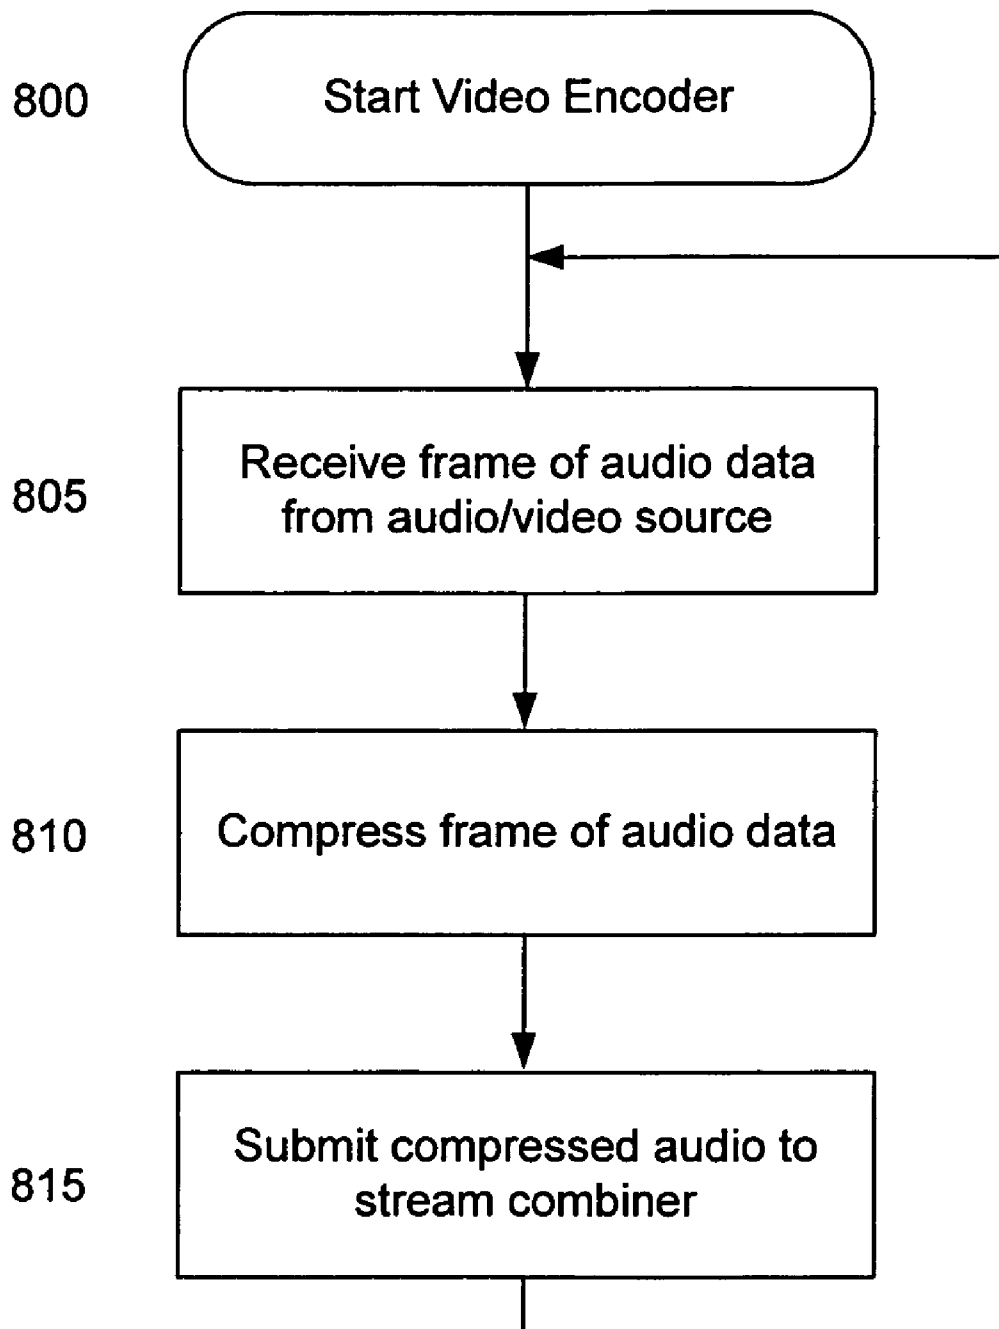 800
Start Video Encoder
805
Receive frame of audio data
from audio/video source
810
Compress frame of audio data
815
Submit compressed audio to
stream combiner